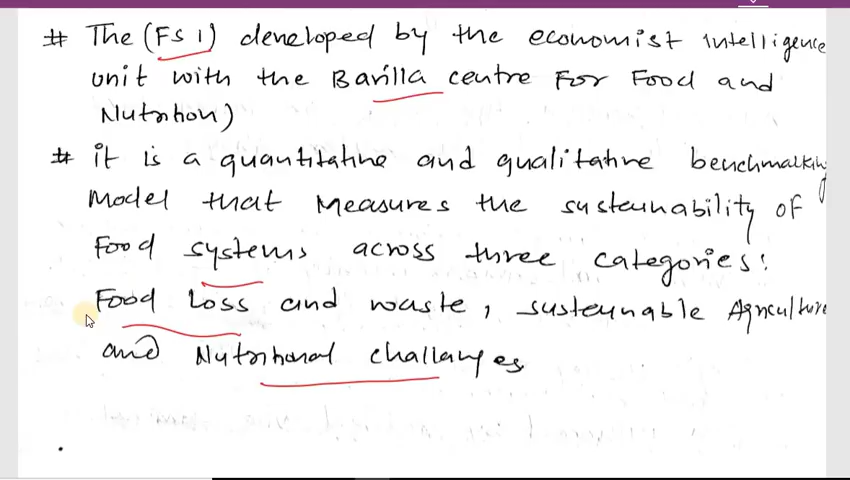 # The (FS 1) developed by the economist intelligence
unit with the Barilla centre For Food and
Nutrition)
# it is a quantitative and qualitative benchmarking
Model that Measures the sustainability of
Food systems across three categories:
Food Loss and waste, sustainable Agriculture
and Nutritional challanges